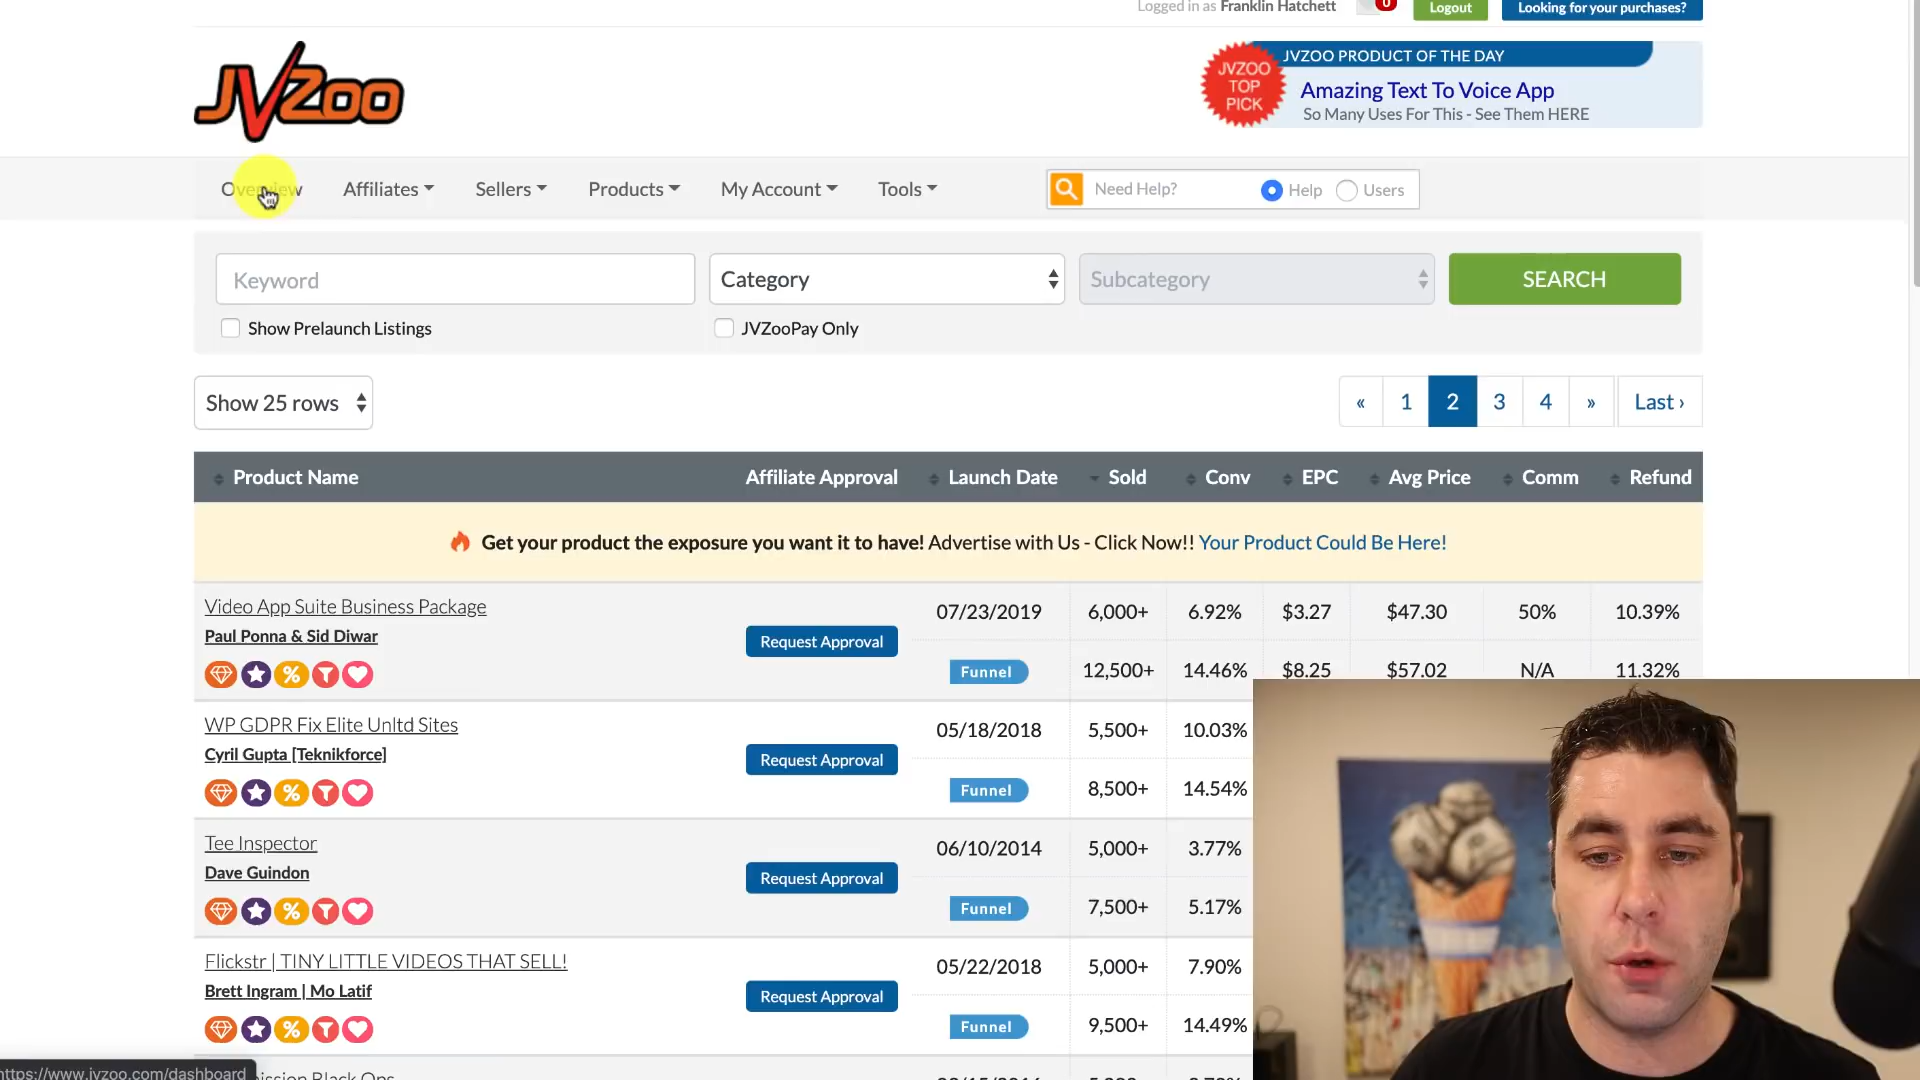 Logged in as Franklin Hatchett
0
Logout
Looking for your purchases?
JVZoo
JVZOO TOP PICK
JVZOO PRODUCT OF THE DAY
Amazing Text To Voice App
So Many Uses For This - See Them HERE
Overview
Affiliates
Sellers
Products
My Account
Tools
Need Help?
Help
Users
Keyword
Category
Subcategory
SEARCH
Show Prelaunch Listings
JVZooPay Only
Show 25 rows
« 1 2 3 4 » Last ›
Product Name Affiliate Approval Launch Date Sold Conv EPC Avg Price Comm Refund
Get your product the exposure you want it to have! Advertise with Us - Click Now!! Your Product Could Be Here!
Video App Suite Business Package
Paul Ponna & Sid Diwar
Request Approval
07/23/2019 6,000+ 6.92% $3.27 $47.30 50% 10.39%
Funnel 12,500+ 14.46% $8.25 $57.02 N/A 11.32%
WP GDPR Fix Elite Unltd Sites
Cyril Gupta [Teknikforce]
Request Approval
05/18/2018 5,500+ 10.03%
Funnel 8,500+ 14.54%
Tee Inspector
Dave Guindon
Request Approval
06/10/2014 5,000+ 3.77%
Funnel 7,500+ 5.17%
Flickstr | TINY LITTLE VIDEOS THAT SELL!
Brett Ingram | Mo Latif
Request Approval
05/22/2018 5,000+ 7.90%
Funnel 9,500+ 14.49%
https://www.jvzoo.com/dashboard
Black Ops